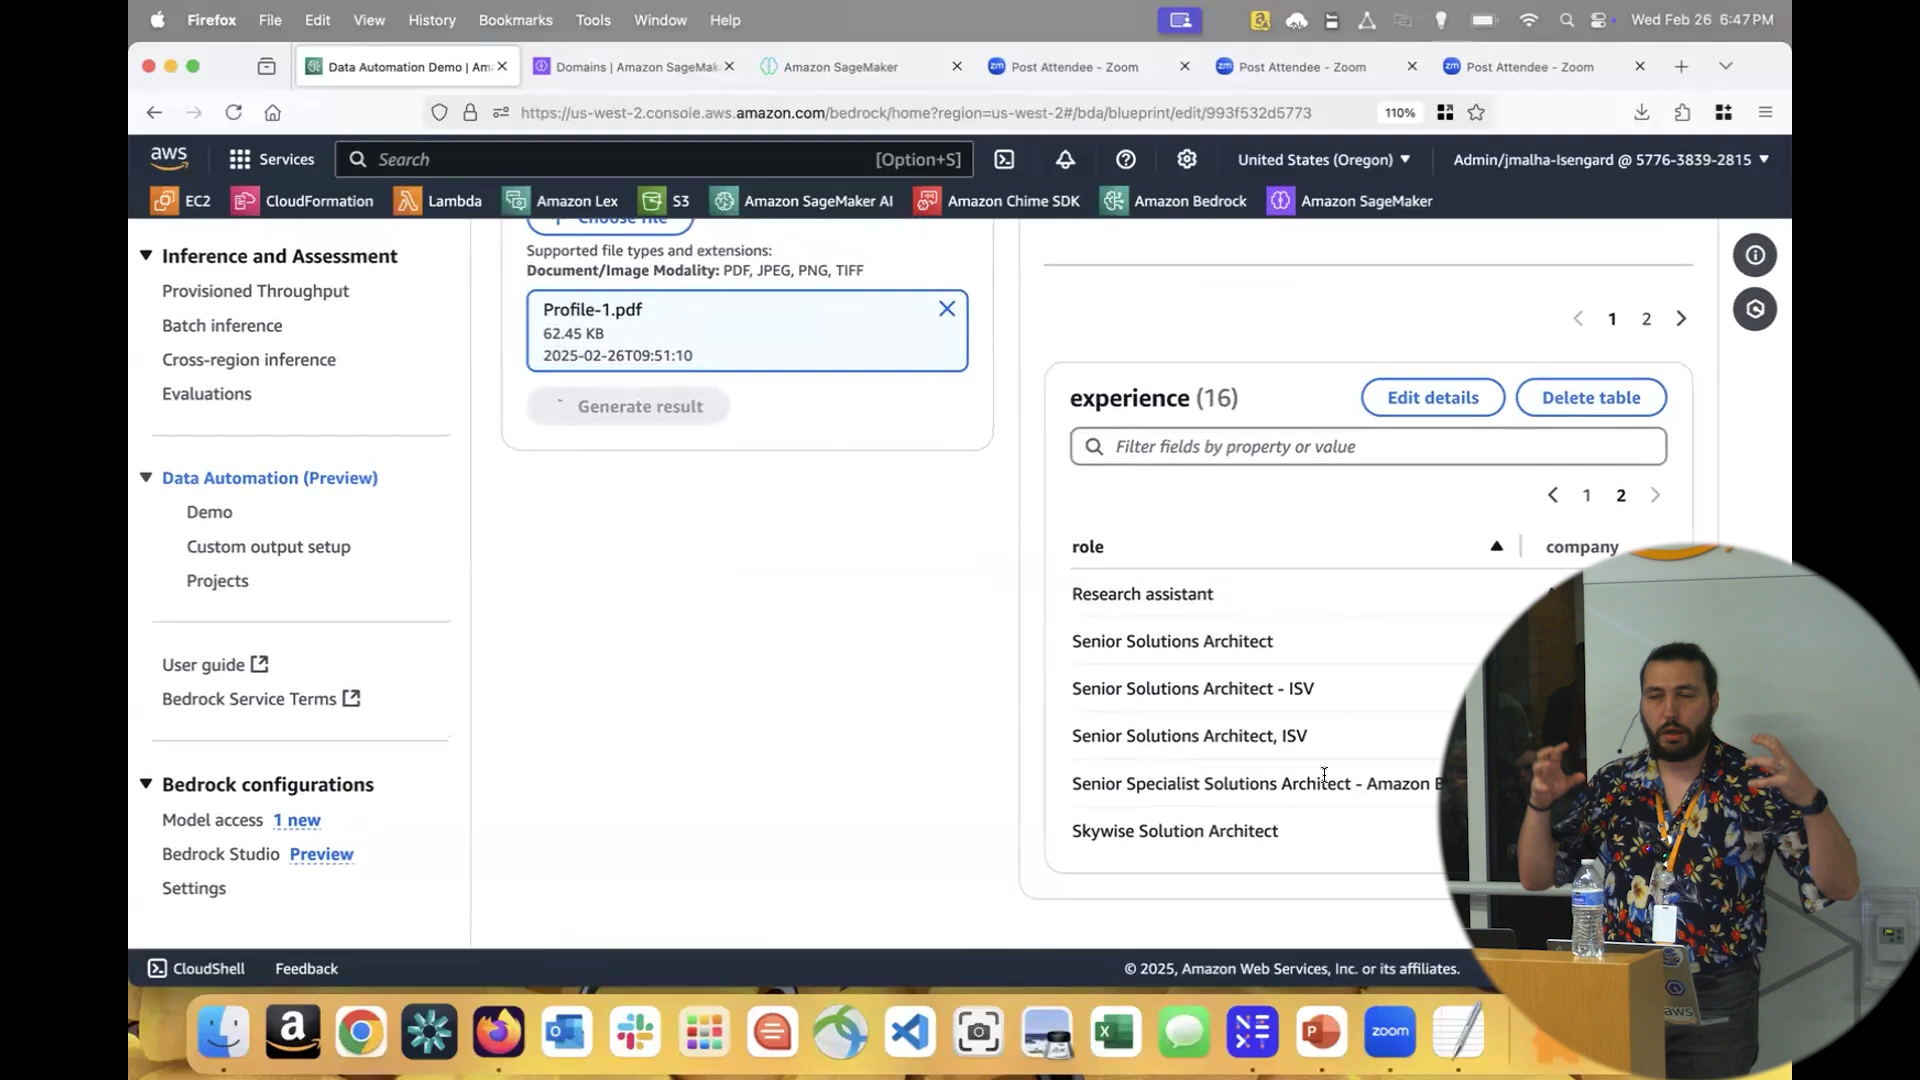 Firefox File Edit View History Bookmarks Tools Window Help
Wed Feb 26 6:47 PM
Data Automation Demo | Am
Domains | Amazon SageMak
Amazon SageMaker
Post Attendee - Zoom
Post Attendee - Zoom
Post Attendee - Zoom
https://us-west-2.console.aws.amazon.com/bedrock/home?region=us-west-2#/bda/blueprint/edit/993f532d5773
110%
aws
Services
Search
[Option+S]
United States (Oregon)
Admin/jmalha-Isengard @ 5776-3839-2815
EC2
CloudFormation
Lambda
Amazon Lex
S3
Amazon SageMaker AI
Amazon Chime SDK
Amazon Bedrock
Amazon SageMaker
Inference and Assessment
Provisioned Throughput
Batch inference
Cross-region inference
Evaluations
Data Automation (Preview)
Demo
Custom output setup
Projects
User guide
Bedrock Service Terms
Bedrock configurations
Model access 1 new
Bedrock Studio Preview
Settings
Choose file
Supported file types and extensions:
Document/Image Modality: PDF, JPEG, PNG, TIFF
Profile-1.pdf
62.45 KB
2025-02-26T09:51:10
Generate result
1 2
experience (16)
Edit details
Delete table
Filter fields by property or value
1 2
role
company
Research assistant
Senior Solutions Architect
Senior Solutions Architect - ISV
Senior Solutions Architect, ISV
Senior Specialist Solutions Architect - Amazon
Skywise Solution Architect
CloudShell
Feedback
© 2025, Amazon Web Services, Inc. or its affiliates.
zoom
aws